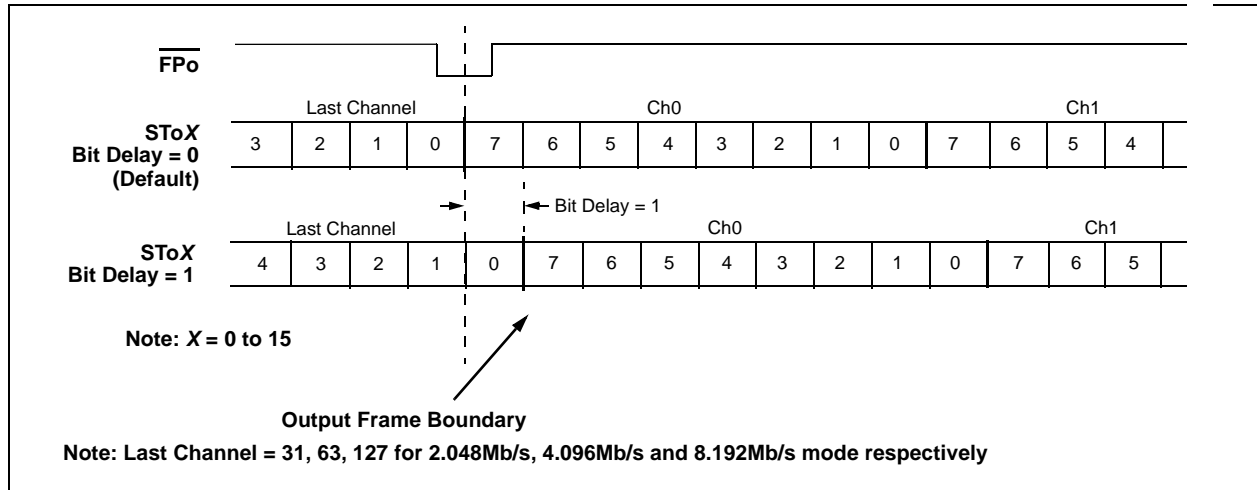 FPo
Last Channel Ch0 Ch1
SToX
Bit Delay = 0
(Default)
3 2 1 0 7 6 5 4 3 2 1 0 7 6 5 4
Bit Delay = 1
Last Channel Ch0 Ch1
SToX
Bit Delay = 1
4 3 2 1 0 7 6 5 4 3 2 1 0 7 6 5
Note: X = 0 to 15
Output Frame Boundary
Note: Last Channel = 31, 63, 127 for 2.048Mb/s, 4.096Mb/s and 8.192Mb/s mode respectively